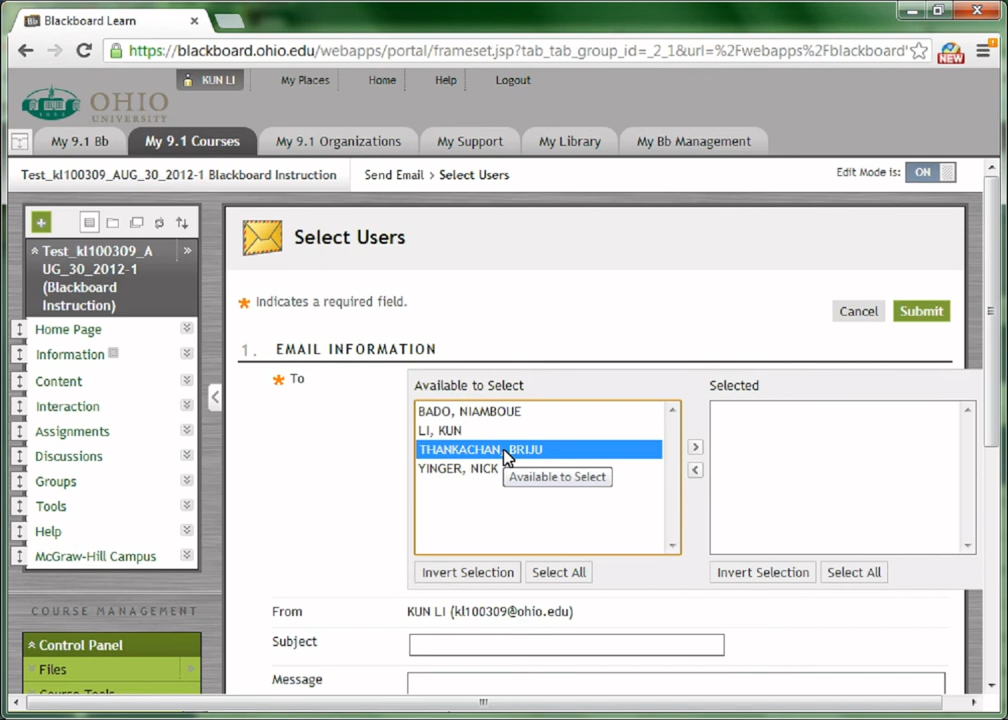 Blackboard Learn
https://blackboard.ohio.edu/webapps/portal/frameset.jsp?tab_tab_group_id=_2_1&url=%2Fwebapps%2Fblackboard
NEW
KUN LI My Places Home Help Logout
OHIO
UNIVERSITY
My 9.1 Bb My 9.1 Courses My 9.1 Organizations My Support My Library My Bb Management
Test_kl100309_AUG_30_2012-1 Blackboard Instruction Send Email > Select Users Edit Mode is: ON
Select Users
Test_kl100309_A
UG_30_2012-1
(Blackboard
Instruction)
* Indicates a required field.
Cancel Submit
Home Page
Information
Content
Interaction
Assignments
Discussions
Groups
Tools
Help
McGraw-Hill Campus
COURSE MANAGEMENT
Control Panel
Files
1. EMAIL INFORMATION
* To
Available to Select
Selected
BADO, NIAMBOUE
LI, KUN
THANKACHAN, BRIJU
YINGER, NICK
Available to Select
Invert Selection Select All
Invert Selection Select All
From KUN LI (kl100309@ohio.edu)
Subject
Message